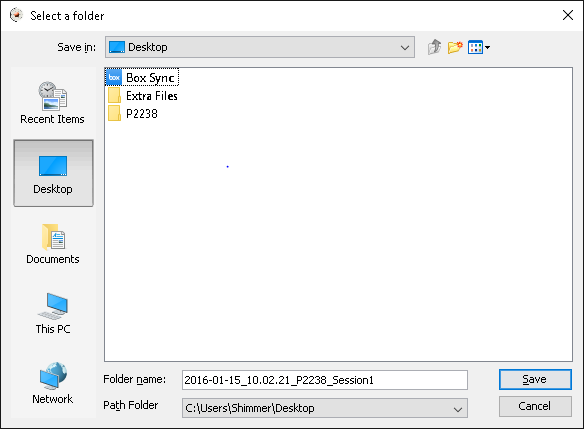 Select a folder
Save in: Desktop
box Box Sync
Extra Files
P2238
Recent Items
Desktop
Documents
This PC
Network
Folder name: 2016-01-15_10.02.21_P2238_Session1 Save
Path Folder C:\Users\Shimmer\Desktop Cancel